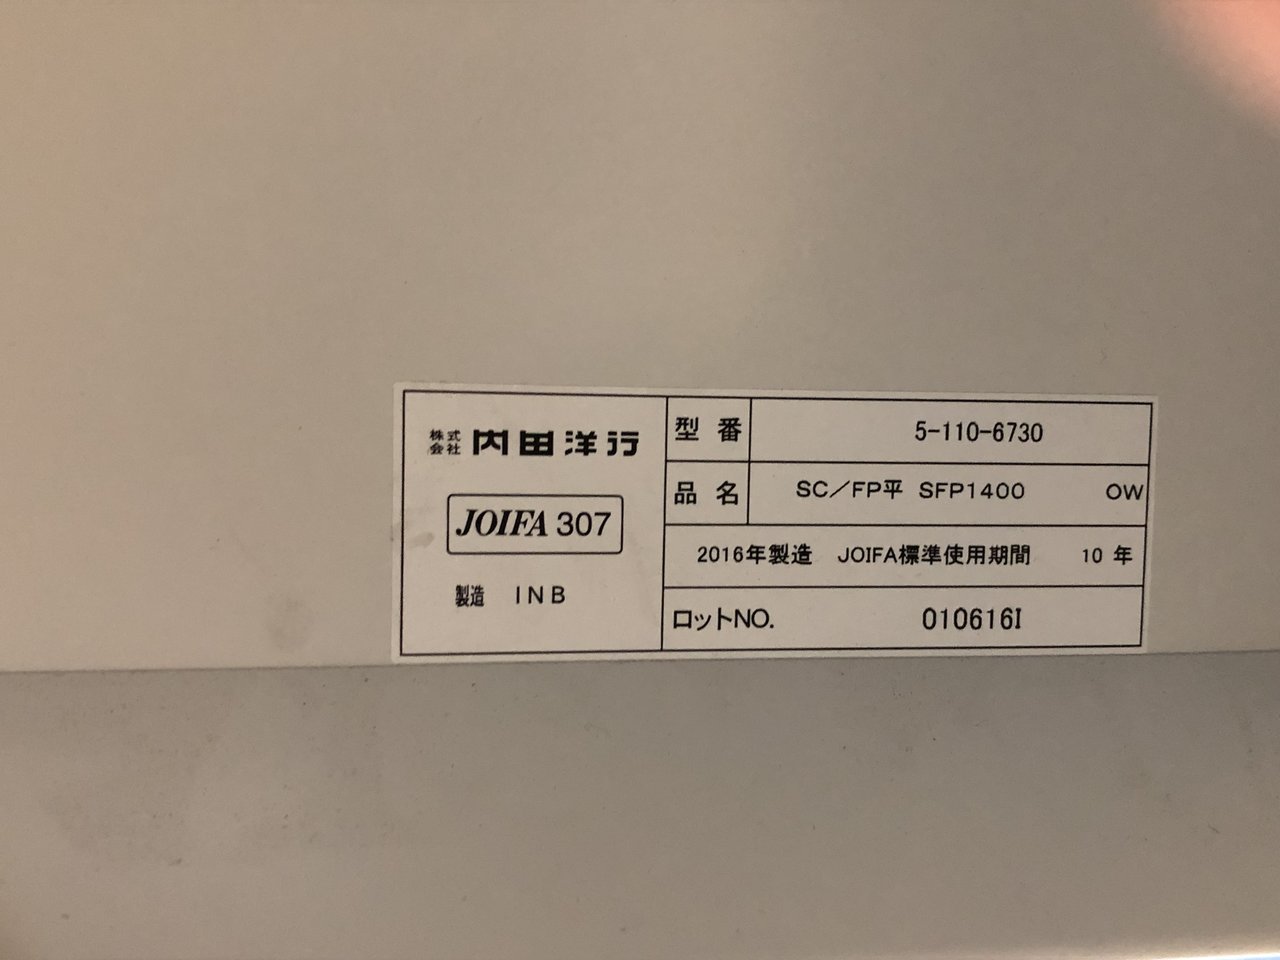 株式会社 内田洋行
JOIFA 307
製造 INB
型番 5-110-6730
品名 SC／FP平 SFP1400 OW
2016年製造 JOIFA標準使用期間 10年
ロットNO. 010616I